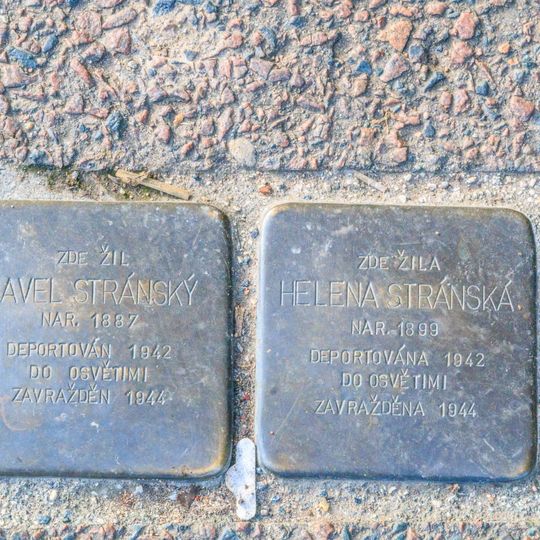 ZDE ŽIL
AVEL STRÁNSKÝ
NAR. 1887
DEPORTOVÁN 1942
DO OSVĚTIMI
ZAVRAŽDĚN 1944
ZDE ŽILA
HELENA STRÁNSKÁ
NAR. 1899
DEPORTOVÁNA 1942
DO OSVĚTIMI
ZAVRAŽDĚNA 1944